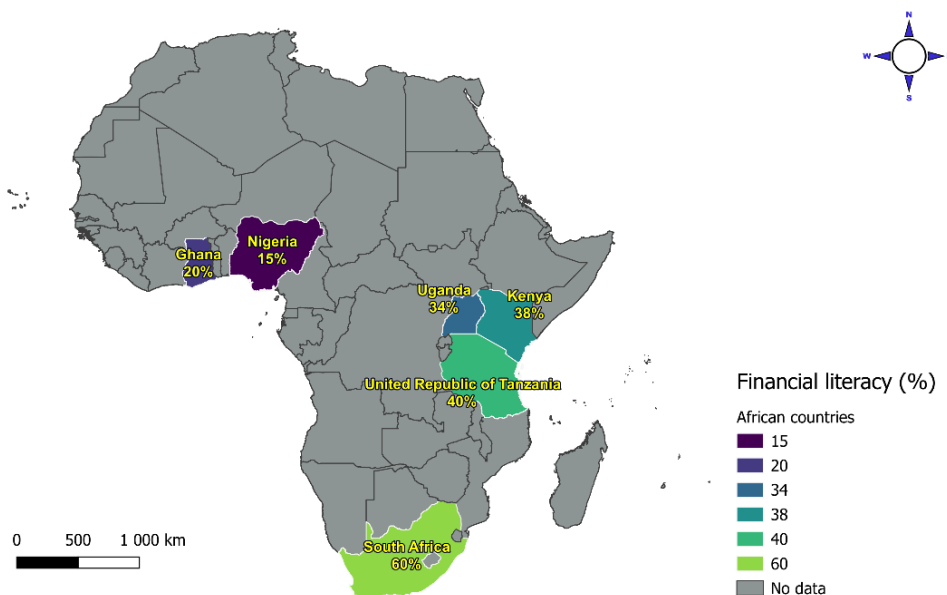 N
W
S
Ghana
20%
Nigeria
15%
Uganda
34%
Kenya
38%
United Republic of Tanzania
40%
South Africa
60%
Financial literacy (%)
African countries
15
20
34
38
40
60
No data
0 500 1 000 km